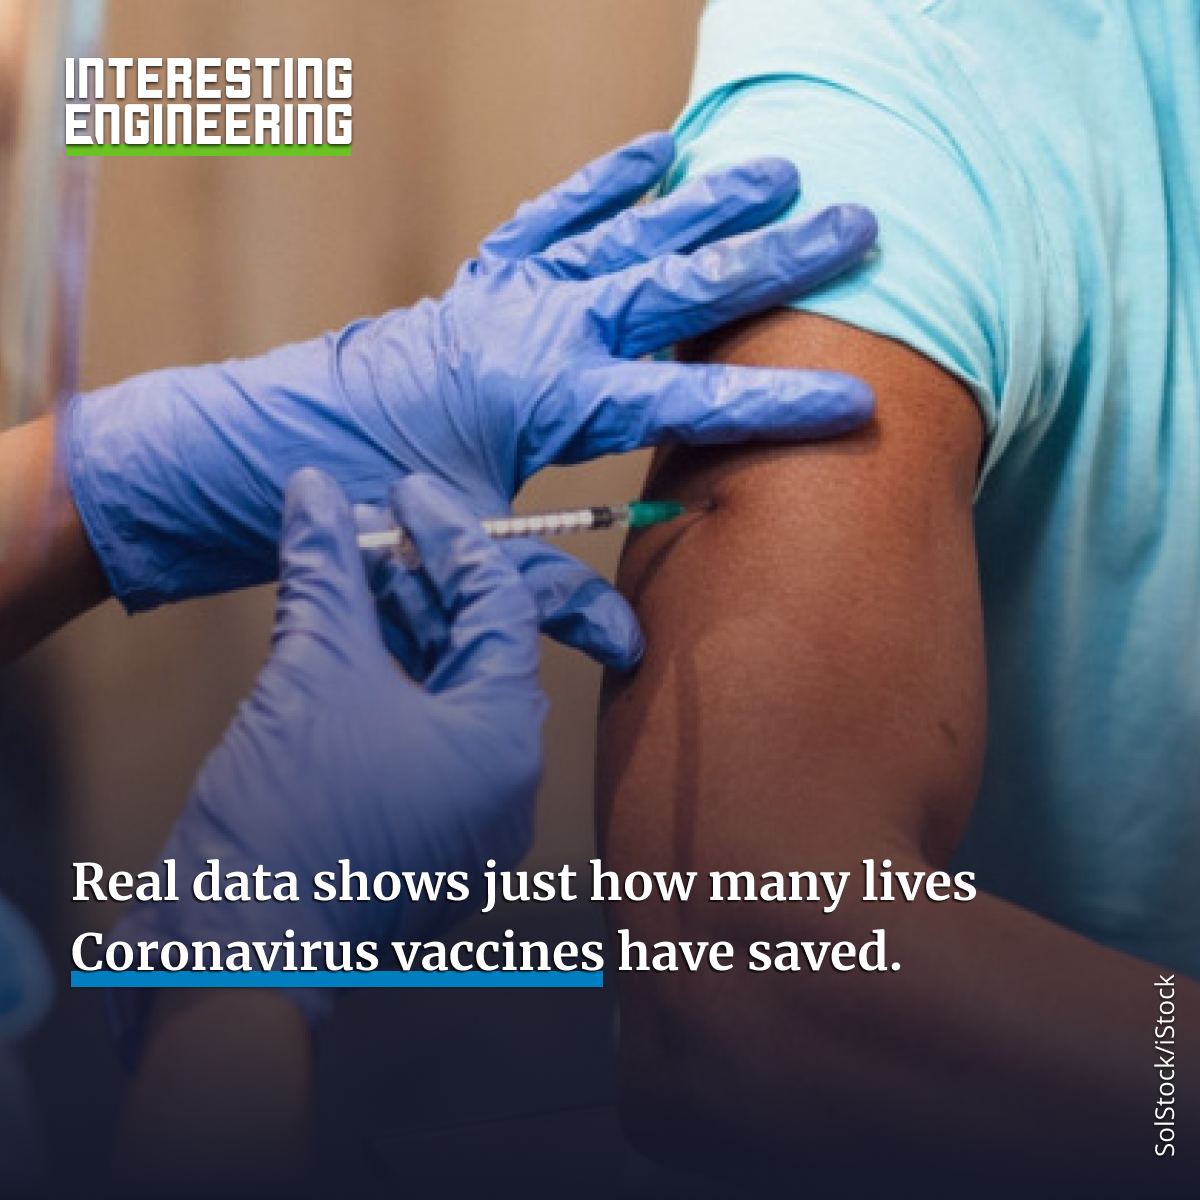 INTERESTING
ENGINEERING
Real data shows just how many lives
Coronavirus vaccines have saved.
SolStock/iStock